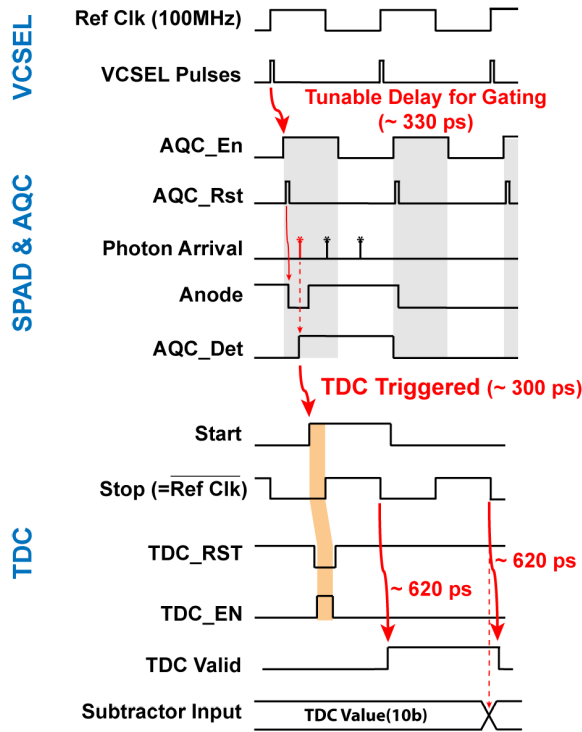 VCSEL
Ref Clk (100MHz)
VCSEL Pulses
Tunable Delay for Gating
(~ 330 ps)
SPAD & AQC
AQC_En
AQC_Rst
Photon Arrival
*
*
*
Anode
AQC_Det
TDC Triggered (~ 300 ps)
TDC
Start
Stop (=Ref Clk)
TDC_RST
~ 620 ps
~ 620 ps
TDC_EN
TDC Valid
Subtractor Input
TDC Value(10b)